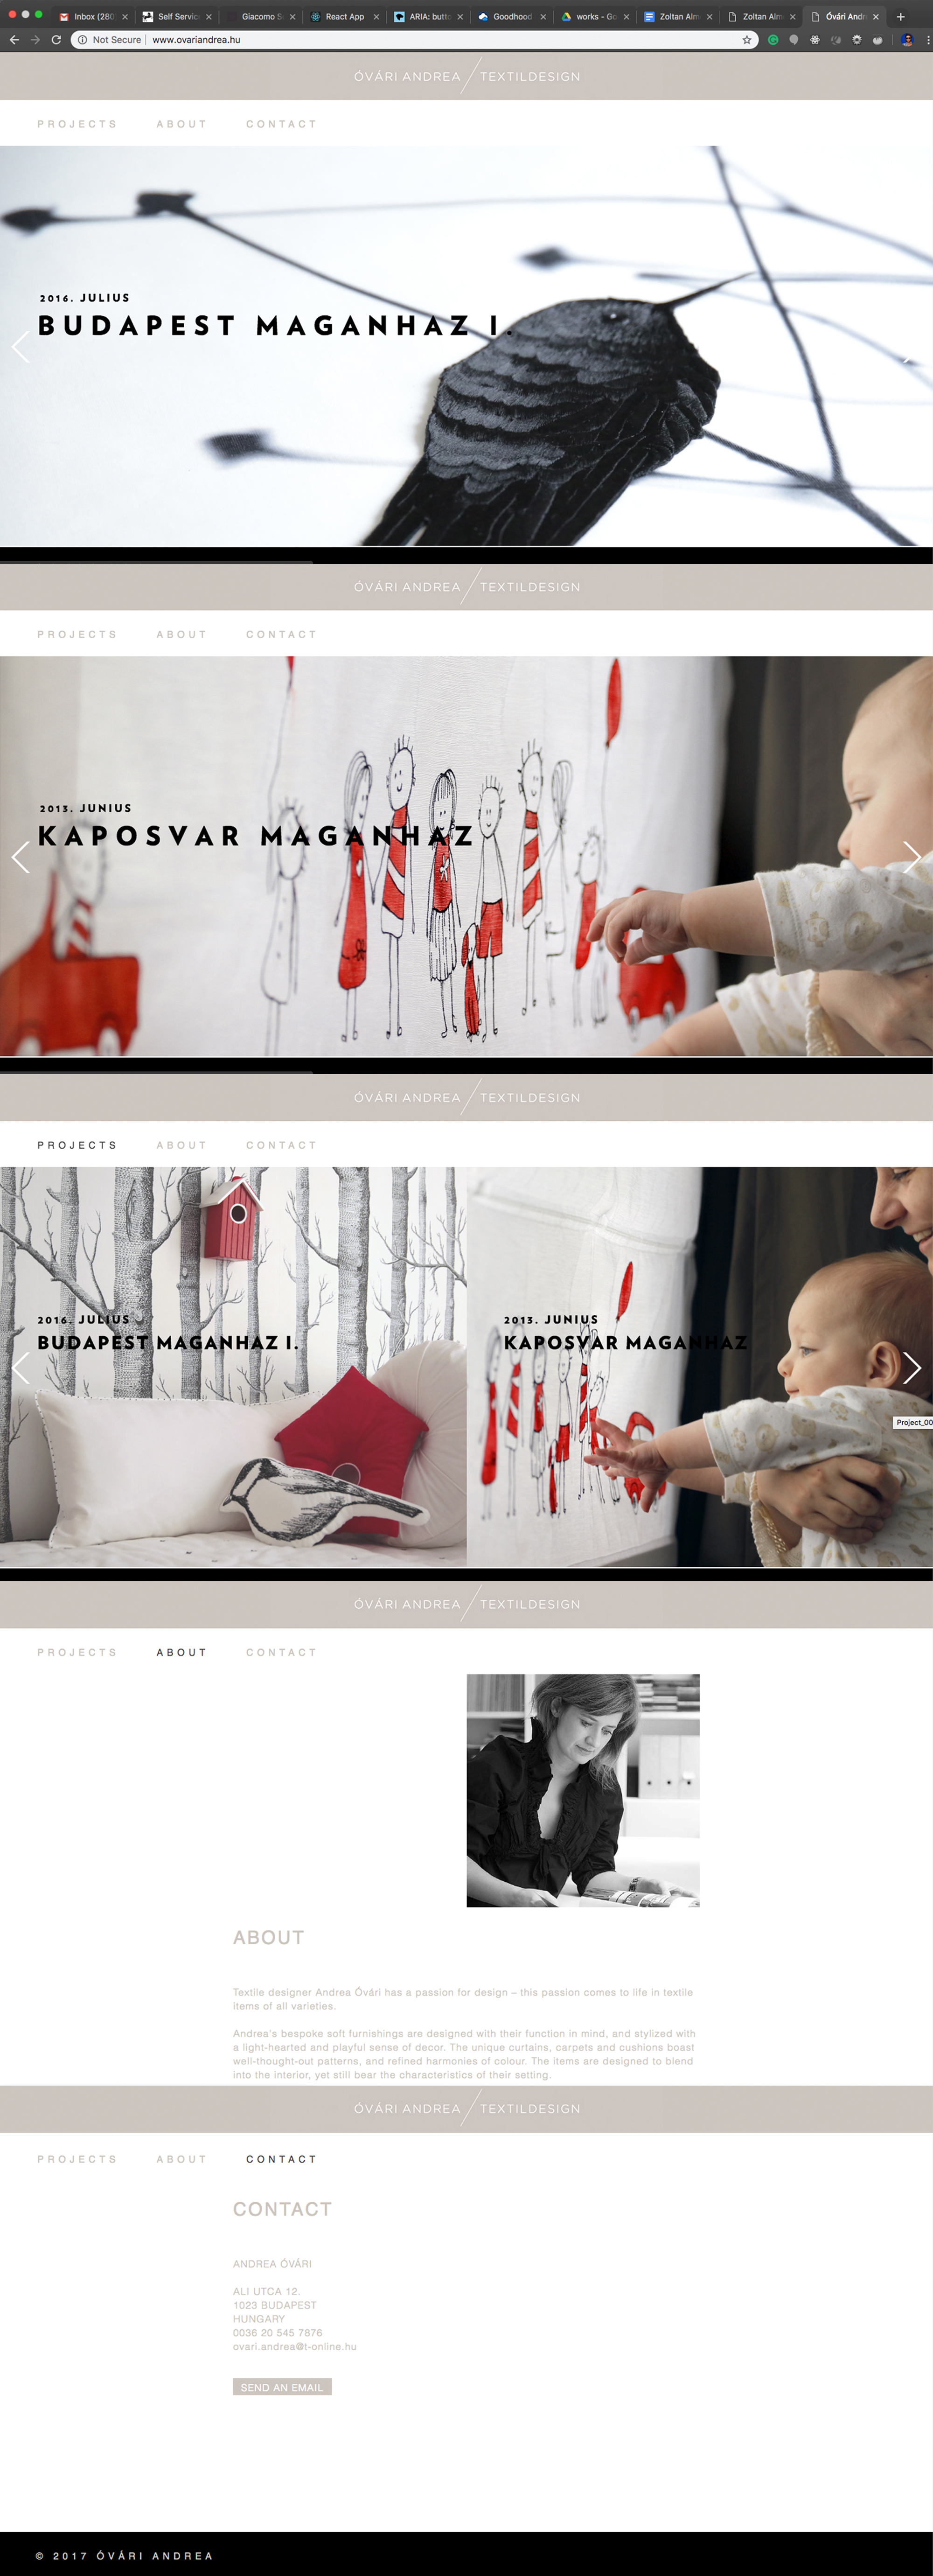 Inbox (280
Self Servic
Giacomo S
React App
ARIA: butt
Goodhood
works - Go
Zoltan Alm
Zoltan Alm
Óvári Andr
Not Secure
www.ovariandrea.hu
ÓVÁRI ANDREA / TEXTILDESIGN
PROJECTS ABOUT CONTACT
2016. JULIUS
BUDAPEST MAGANHAZ I.
ÓVÁRI ANDREA / TEXTILDESIGN
PROJECTS ABOUT CONTACT
2013. JUNIUS
KAPOSVAR MAGANHAZ
ÓVÁRI ANDREA / TEXTILDESIGN
PROJECTS ABOUT CONTACT
2016. JULIUS
BUDAPEST MAGANHAZ I.
2013. JUNIUS
KAPOSVAR MAGANHAZ
Project_00
ÓVÁRI ANDREA / TEXTILDESIGN
PROJECTS ABOUT CONTACT
ABOUT
Textile designer Andrea Óvári has a passion for design – this passion comes to life in textile
items of all varieties.
Andrea's bespoke soft furnishings are designed with their function in mind, and stylized with
a light-hearted and playful sense of decor. The unique curtains, carpets and cushions boast
well-thought-out patterns, and refined harmonies of colour. The items are designed to blend
into the interior, yet still bear the characteristics of their setting.
ÓVÁRI ANDREA / TEXTILDESIGN
PROJECTS ABOUT CONTACT
CONTACT
ANDREA ÓVÁRI
ALI UTCA 12.
1023 BUDAPEST
HUNGARY
0036 20 545 7876
ovari.andrea@t-online.hu
SEND AN EMAIL
© 2017 ÓVÁRI ANDREA